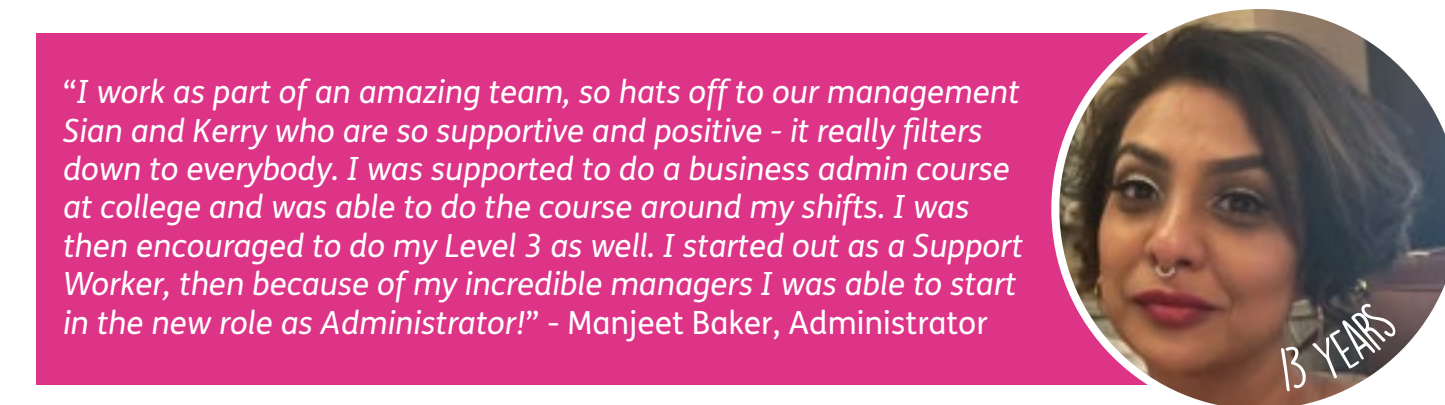 “I work as part of an amazing team, so hats off to our management
Sian and Kerry who are so supportive and positive - it really filters
down to everybody. I was supported to do a business admin course
at college and was able to do the course around my shifts. I was
then encouraged to do my Level 3 as well. I started out as a Support
Worker, then because of my incredible managers I was able to start
in the new role as Administrator!” - Manjeet Baker, Administrator
13 YEARS